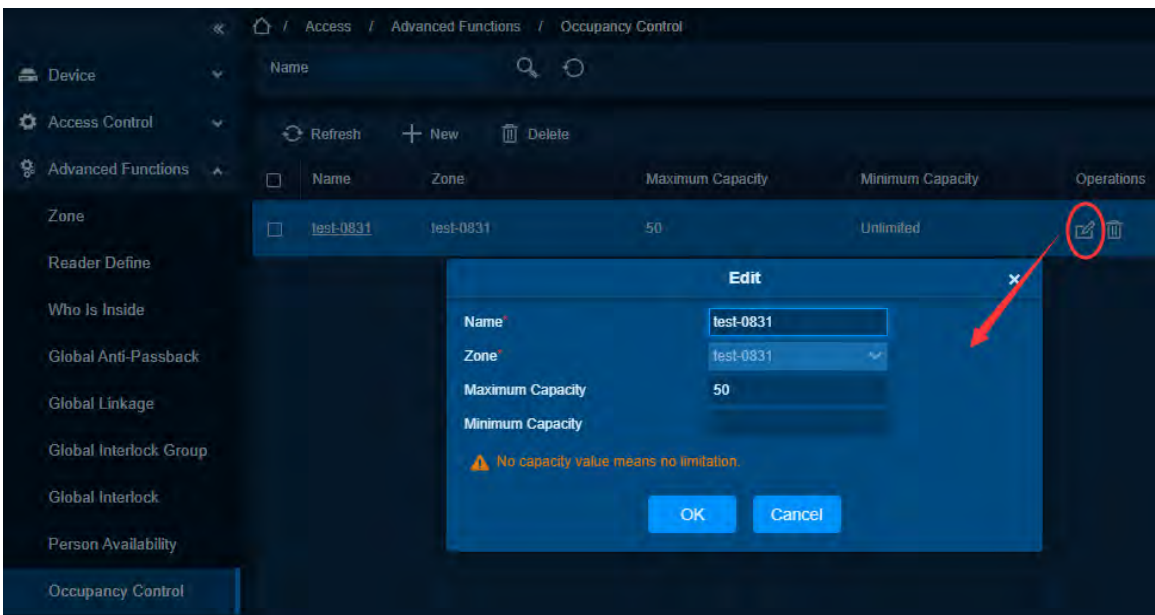 « / Access / Advanced Functions / Occupancy Control
Device
Name
Access Control
Refresh New Delete
Advanced Functions
Name Zone Maximum Capacity Minimum Capacity Operations
Zone
test-0831 test-0831 50 Unlimited
Reader Define
Edit ×
Who Is Inside
Name* test-0831
Global Anti-Passback
Zone* test-0831
Maximum Capacity 50
Global Linkage
Minimum Capacity
Global Interlock Group
No capacity value means no limitation.
Global Interlock
OK Cancel
Person Availability
Occupancy Control